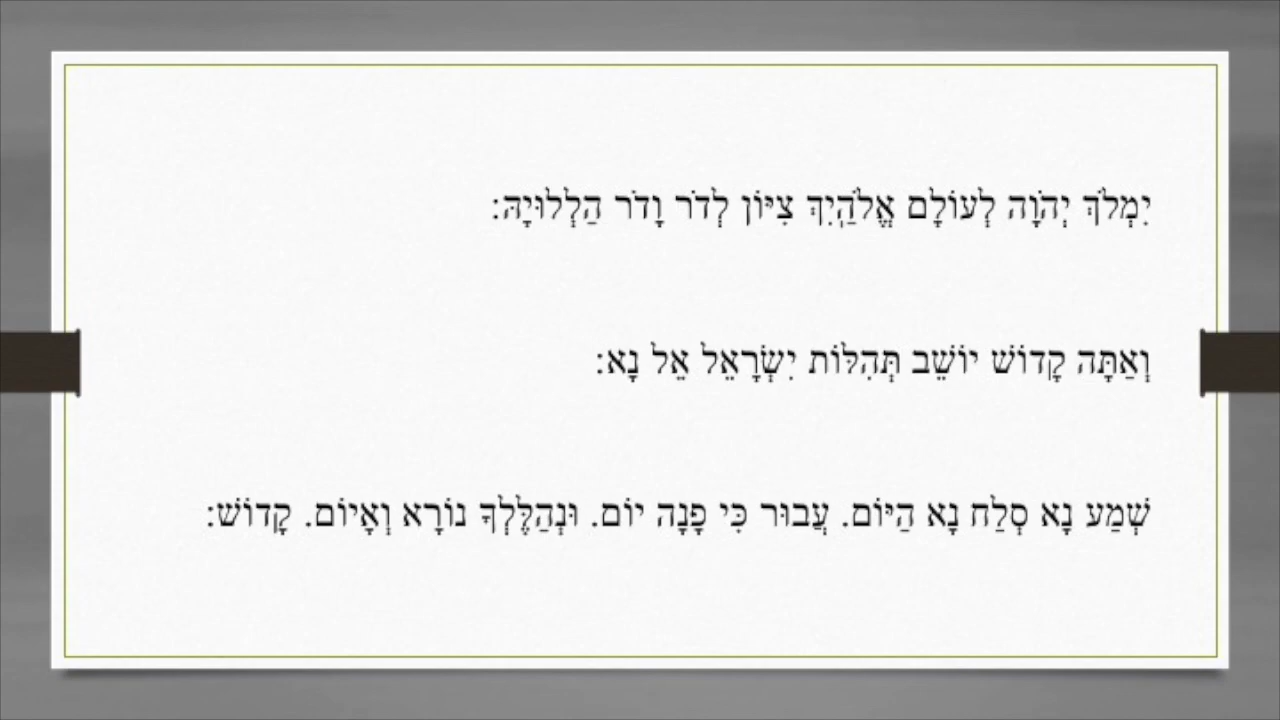 יִמְלֹךְ יְהֹוָה לְעוֹלָם אֱלֹהַיִךְ צִיּוֹן לְדֹר וָדֹר הַלְלוּיָהּ:
וְאַתָּה קָדוֹשׁ יוֹשֵׁב תְּהִלּוֹת יִשְׂרָאֵל אֵל נָא:
שְׁמַע נָא סְלַח נָא הַיּוֹם. עֲבוּר כִּי פָנָה יוֹם. וּנְהַלֶּלְךָ נוֹרָא וְאָיוֹם. קָדוֹשׁ: